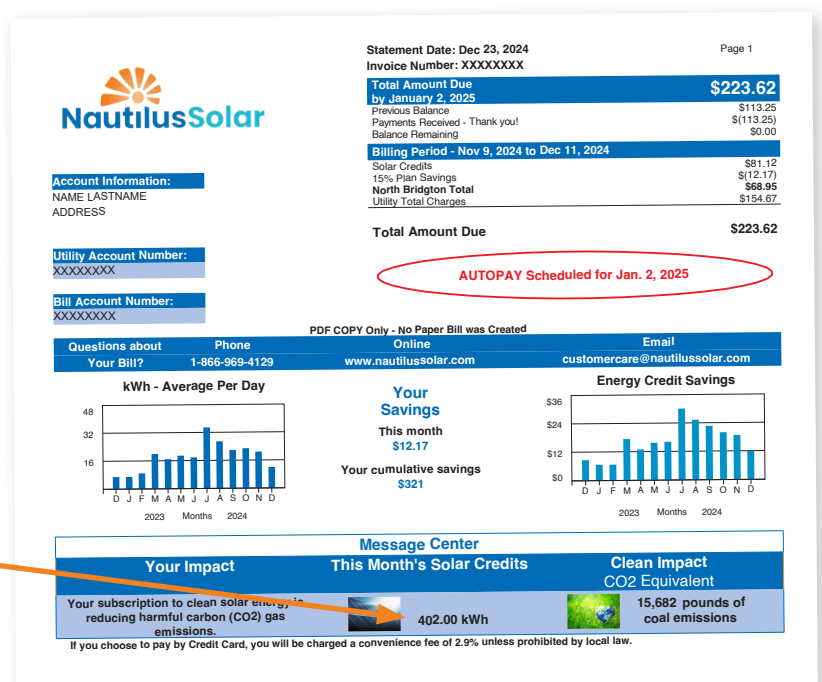 Statement Date: Dec 23, 2024
Page 1
Invoice Number: XXXXXXXX
NautilusSolar
Total Amount Due
by January 2, 2025
$223.62
Previous Balance $113.25
Payments Received - Thank you! $(113.25)
Balance Remaining $0.00
Billing Period - Nov 9, 2024 to Dec 11, 2024
Solar Credits $81.12
15% Plan Savings $(12.17)
North Bridgton Total $68.95
Utility Total Charges $154.67
Total Amount Due $223.62
Account Information:
NAME LASTNAME
ADDRESS
Utility Account Number:
XXXXXXXX
Bill Account Number:
XXXXXXXX
AUTOPAY Scheduled for Jan. 2, 2025
PDF COPY Only - No Paper Bill was Created
Questions about Phone Online Email
Your Bill? 1-866-969-4129 www.nautilussolar.com customercare@nautilussolar.com
kWh - Average Per Day
48
32
16
D J F M A M J J A S O N D
2023 Months 2024
Your
Savings
This month
$12.17
Your cumulative savings
$321
Energy Credit Savings
$36
$24
$12
$0
D J F M A M J J A S O N D
2023 Months 2024
Message Center
Your Impact This Month's Solar Credits Clean Impact
CO2 Equivalent
Your subscription to clean solar energy is
reducing harmful carbon (CO2) gas
emissions.
402.00 kWh
15,682 pounds of
coal emissions
If you choose to pay by Credit Card, you will be charged a convenience fee of 2.9% unless prohibited by local law.